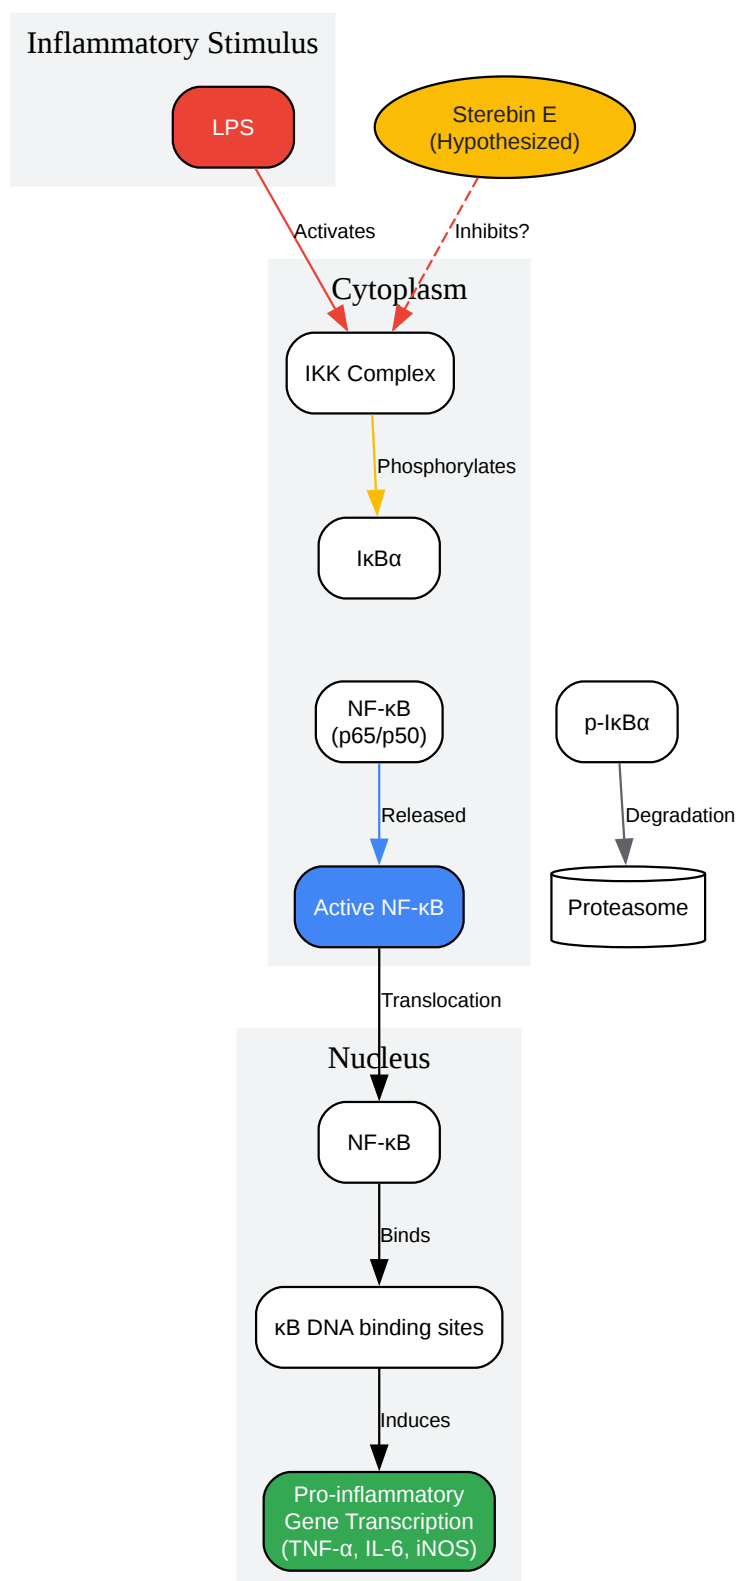 Inflammatory Stimulus
LPS
Sterebin E
(Hypothesized)
Activates
Inhibits?
Cytoplasm
IKK Complex
Phosphorylates
IκBα
NF-κB
(p65/p50)
p-IκBα
Released
Degradation
Active NF-κB
Proteasome
Translocation
Nucleus
NF-κB
Binds
κB DNA binding sites
Induces
Pro-inflammatory
Gene Transcription
(TNF-α, IL-6, iNOS)